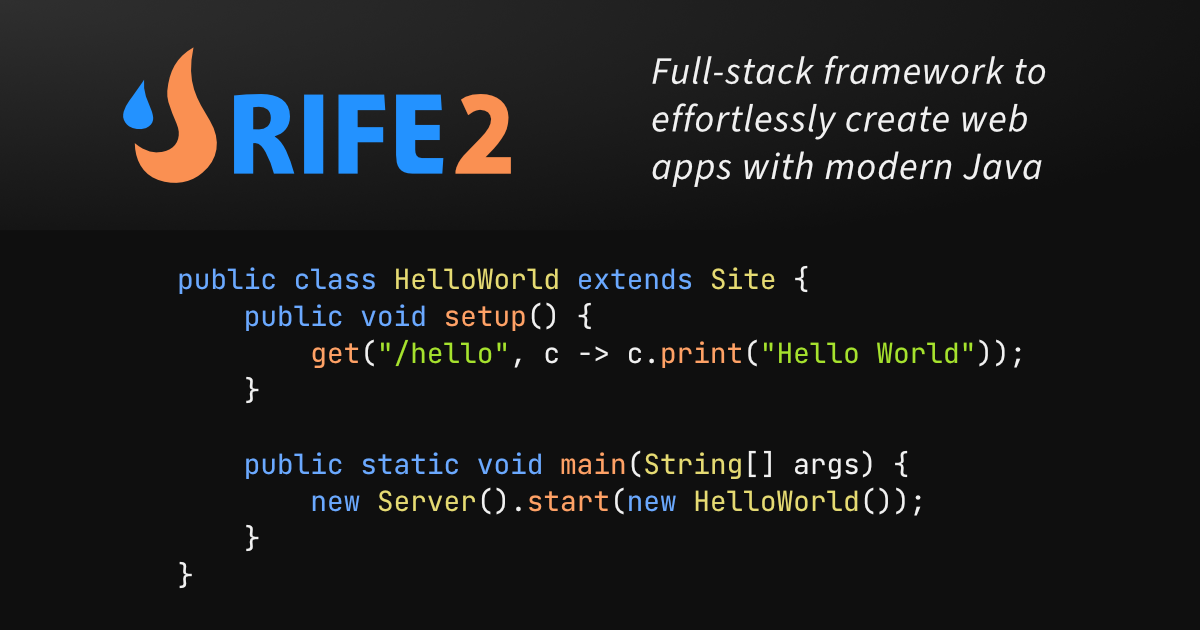 RIFE2
Full-stack framework to
effortlessly create web
apps with modern Java
public class HelloWorld extends Site {
    public void setup() {
        get("/hello", c -> c.print("Hello World"));
    }

    public static void main(String[] args) {
        new Server().start(new HelloWorld());
    }
}